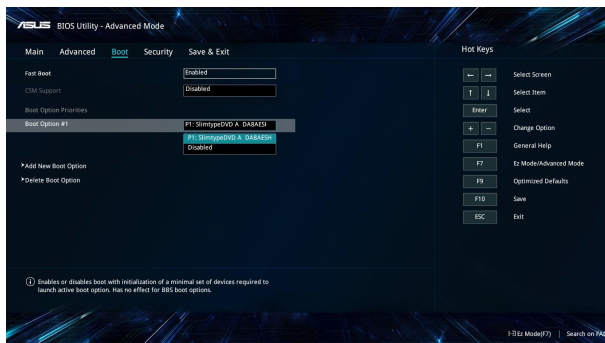 ASUS BIOS Utility - Advanced Mode
Main Advanced Boot Security Save & Exit
Hot Keys
Fast Boot Enabled
CSM Support Disabled
Boot Option Priorities
Boot Option #1 P1: SlimtypeDVD A DA8AESH
P1: SlimtypeDVD A DA8AESH
Disabled
>Add New Boot Option
>Delete Boot Option
← → Select Screen
↑ ↓ Select Item
Enter Select
+ − Change Option
F1 General Help
F7 Ez Mode/Advanced Mode
F9 Optimized Defaults
F10 Save
ESC Exit
i Enables or disables boot with initialization of a minimal set of devices required to
launch active boot option. Has no effect for BBS boot options.
Ez Mode(F7) | Search on FAQ